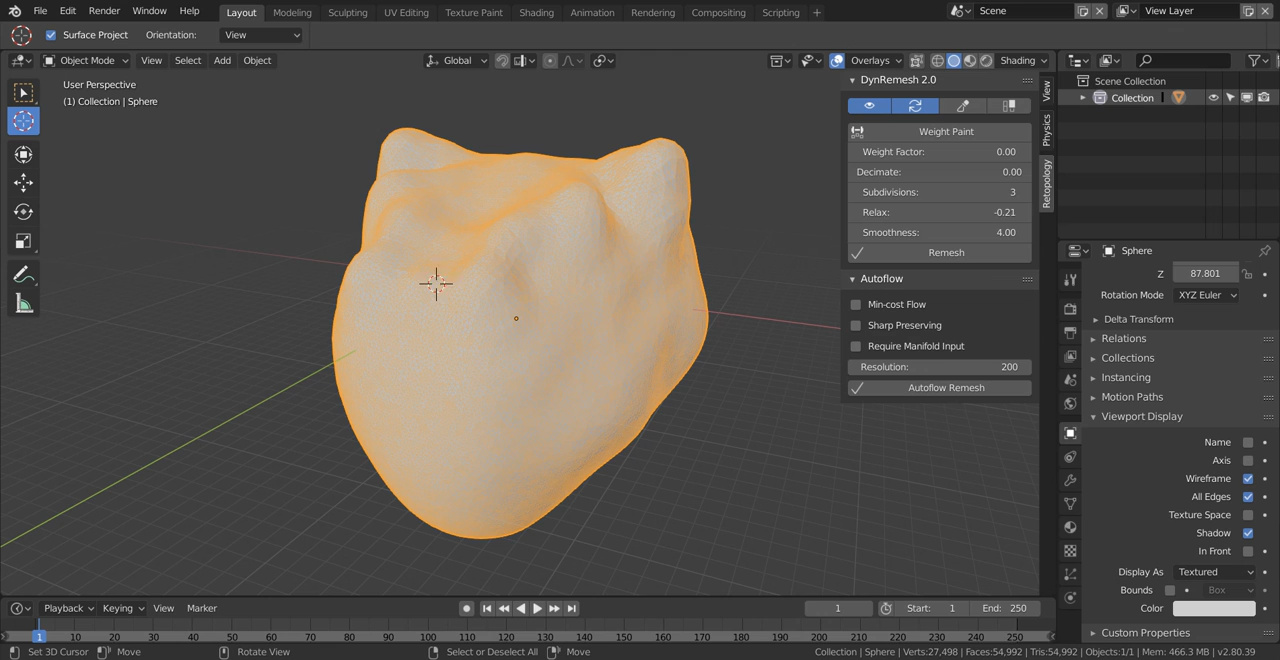 File Edit Render Window Help Layout Modeling Sculpting UV Editing Texture Paint Shading Animation Rendering Compositing Scripting + Scene View Layer
Surface Project Orientation: View
Object Mode View Select Add Object Global Overlays Shading
User Perspective
(1) Collection | Sphere
DynRemesh 2.0
Weight Paint
Weight Factor: 0.00
Decimate: 0.00
Subdivisions: 3
Relax: -0.21
Smoothness: 4.00
Remesh
Autoflow
Min-cost Flow
Sharp Preserving
Require Manifold Input
Resolution: 200
Autoflow Remesh
View
Physics
Retopology
Scene Collection
Collection
Sphere
Z 87.801
Rotation Mode XYZ Euler
Delta Transform
Relations
Collections
Instancing
Motion Paths
Viewport Display
Name
Axis
Wireframe
All Edges
Texture Space
Shadow
In Front
Display As Textured
Bounds Box
Color
Custom Properties
Playback Keying View Marker 1 Start: 1 End: 250
1 10 20 30 40 50 60 70 80 90 100 110 120 130 140 150 160 170 180 190 200 210 220 230 240 250
Set 3D Cursor Move Rotate View Select or Deselect All Move Collection | Sphere | Verts:27,498 | Faces:54,992 | Tris:54,992 | Objects:1/1 | Mem: 466.3 MB | v2.80.39